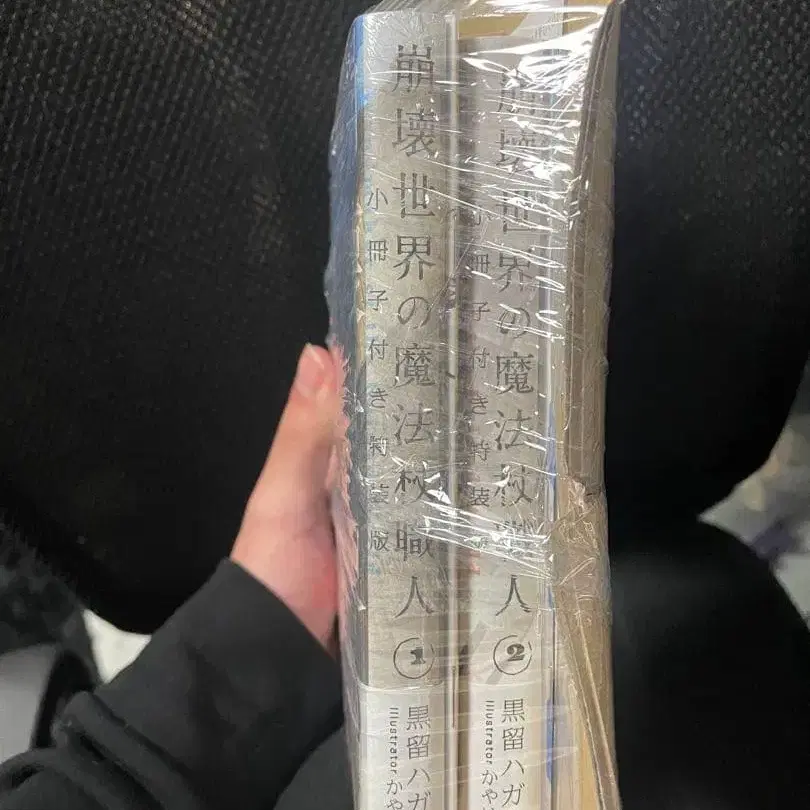 崩壊世界の魔法杖職人
小冊子付き特装版
1
黒留ハガ
Illustrator かや
崩壊世界の魔法杖職人
小冊子付き特装
2
黒留ハガ
Illustrator かや